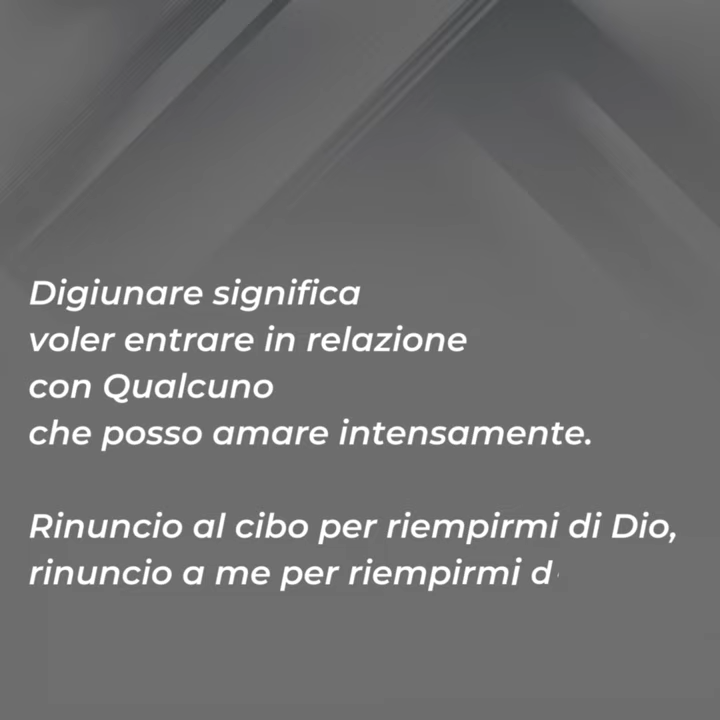 Digiunare significa
voler entrare in relazione
con Qualcuno
che posso amare intensamente.
Rinuncio al cibo per riempirmi di Dio,
rinuncio a me per riempirmi d